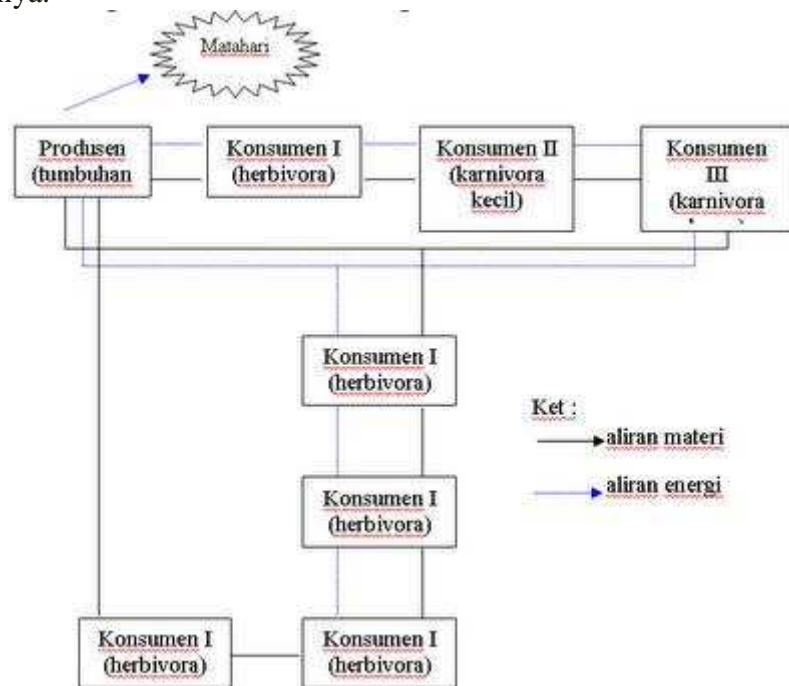 nya.
Matahari
Produsen
(tumbuhan
Konsumen I
(herbivora)
Konsumen II
(karnivora
kecil)
Konsumen
III
(karnivora
Konsumen I
(herbivora)
Ket :
aliran materi
aliran energi
Konsumen I
(herbivora)
Konsumen I
(herbivora)
Konsumen I
(herbivora)